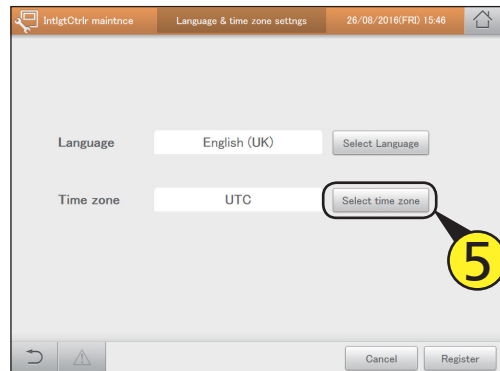 IntlgtCtrlr maintnce Language & time zone settngs 26/08/2016(FRI) 15:46
Language English (UK) Select Language
Time zone UTC Select time zone
5
Cancel Register